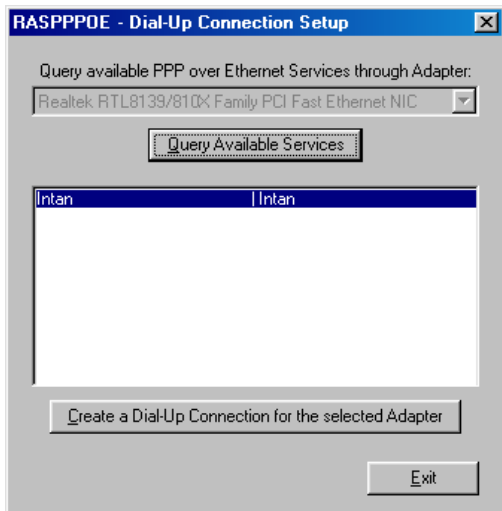 RASPPPOE - Dial-Up Connection Setup
Query available PPP over Ethernet Services through Adapter:
Realtek RTL8139/810X Family PCI Fast Ethernet NIC
Query Available Services
Intan | Intan
Create a Dial-Up Connection for the selected Adapter
Exit